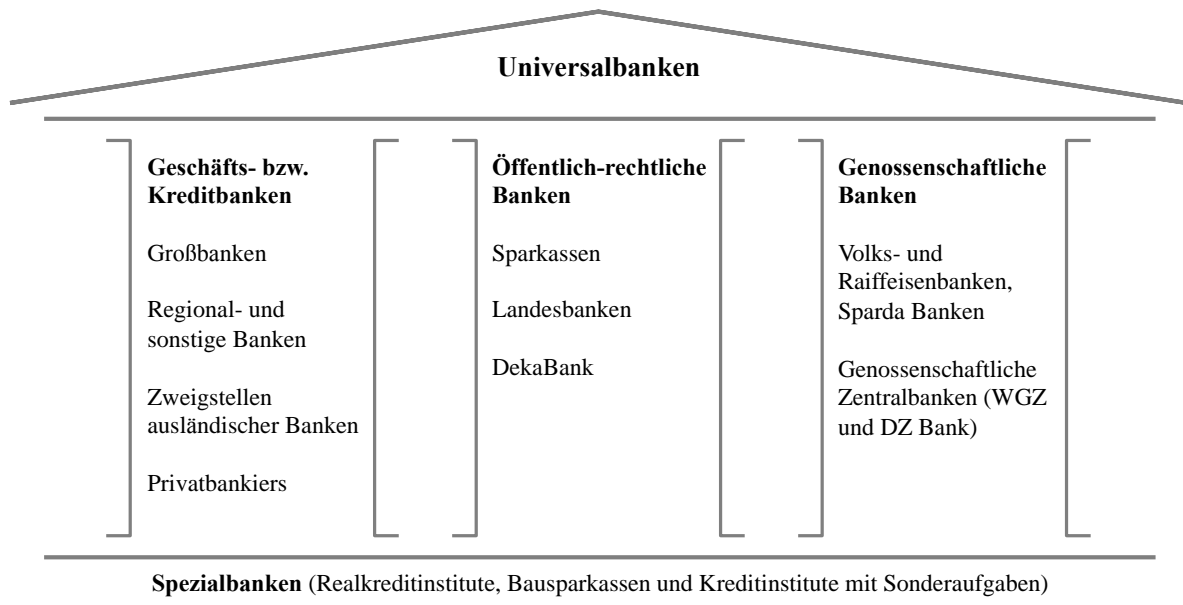 Universalbanken
Geschäfts- bzw.
Kreditbanken
Großbanken
Regional- und
sonstige Banken
Zweigstellen
ausländischer Banken
Privatbankiers
Öffentlich-rechtliche
Banken
Sparkassen
Landesbanken
DekaBank
Genossenschaftliche
Banken
Volks- und
Raiffeisenbanken,
Sparda Banken
Genossenschaftliche
Zentralbanken (WGZ
und DZ Bank)
Spezialbanken (Realkreditinstitute, Bausparkassen und Kreditinstitute mit Sonderaufgaben)